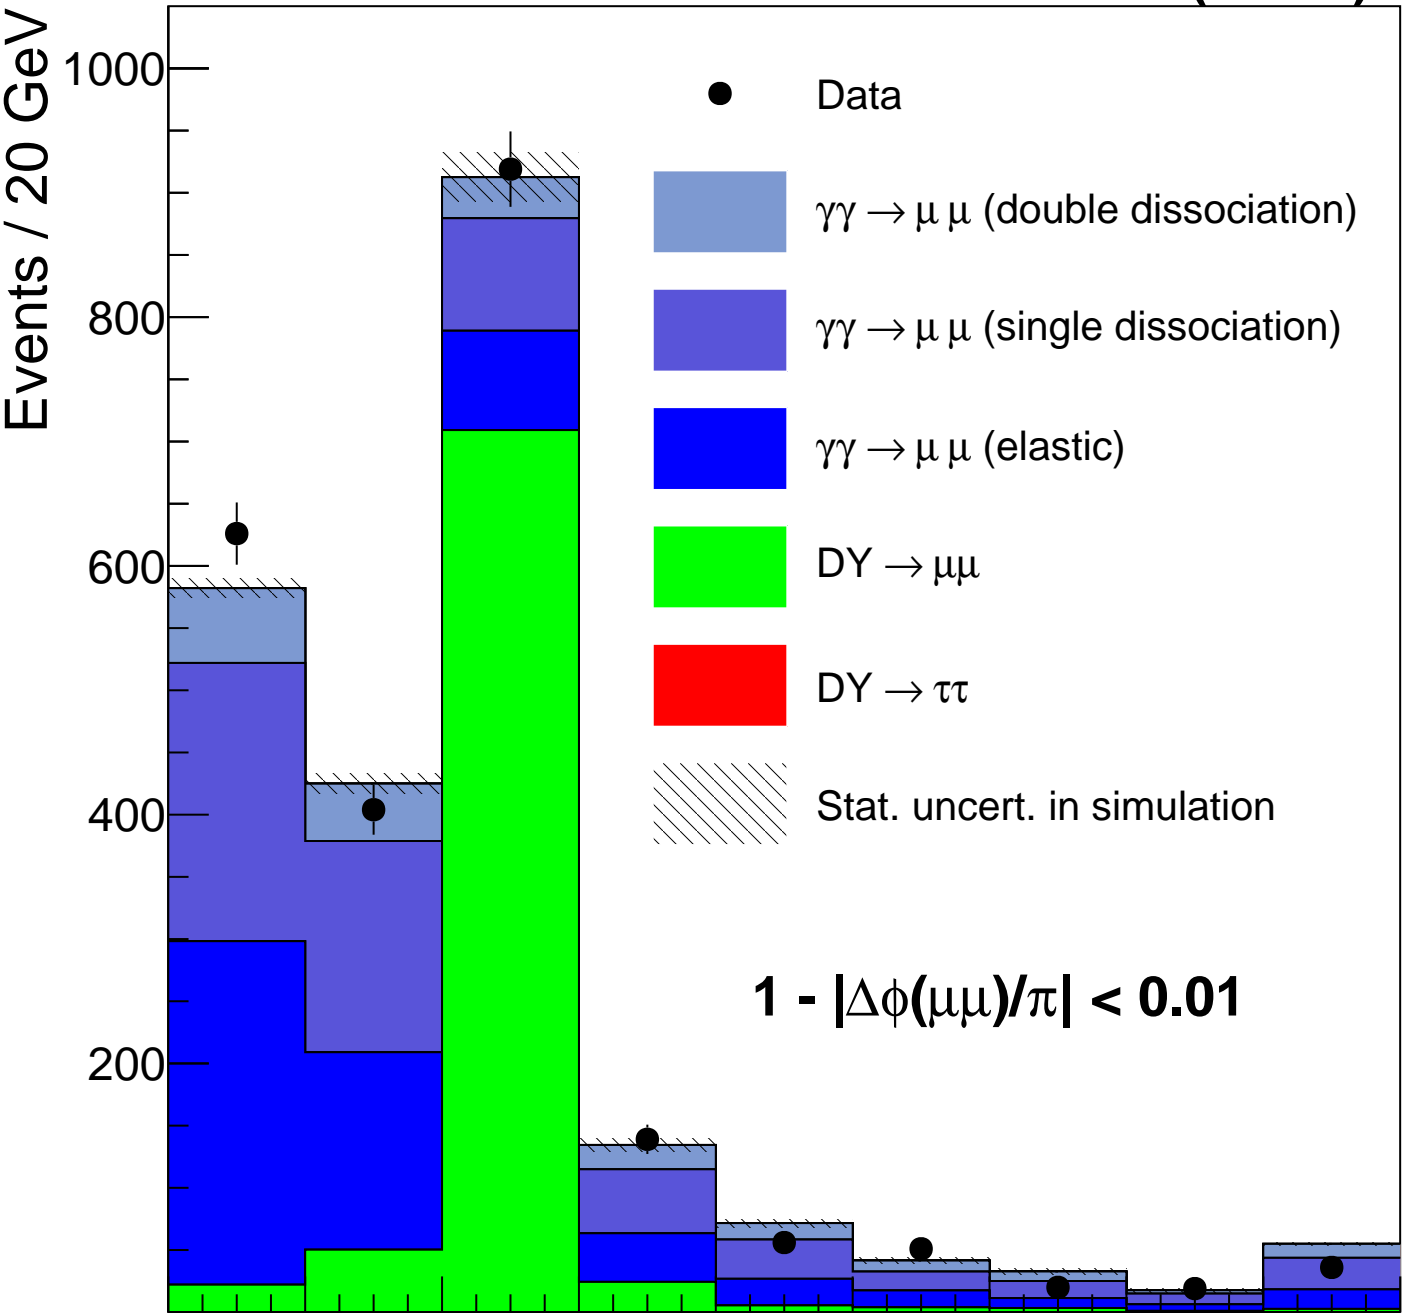 Events / 20 GeV
1000
800
600
400
200
Data
γγ → μ μ (double dissociation)
γγ → μ μ (single dissociation)
γγ → μ μ (elastic)
DY → μμ
DY → ττ
Stat. uncert. in simulation
1 - |Δϕ(μμ)/π| < 0.01